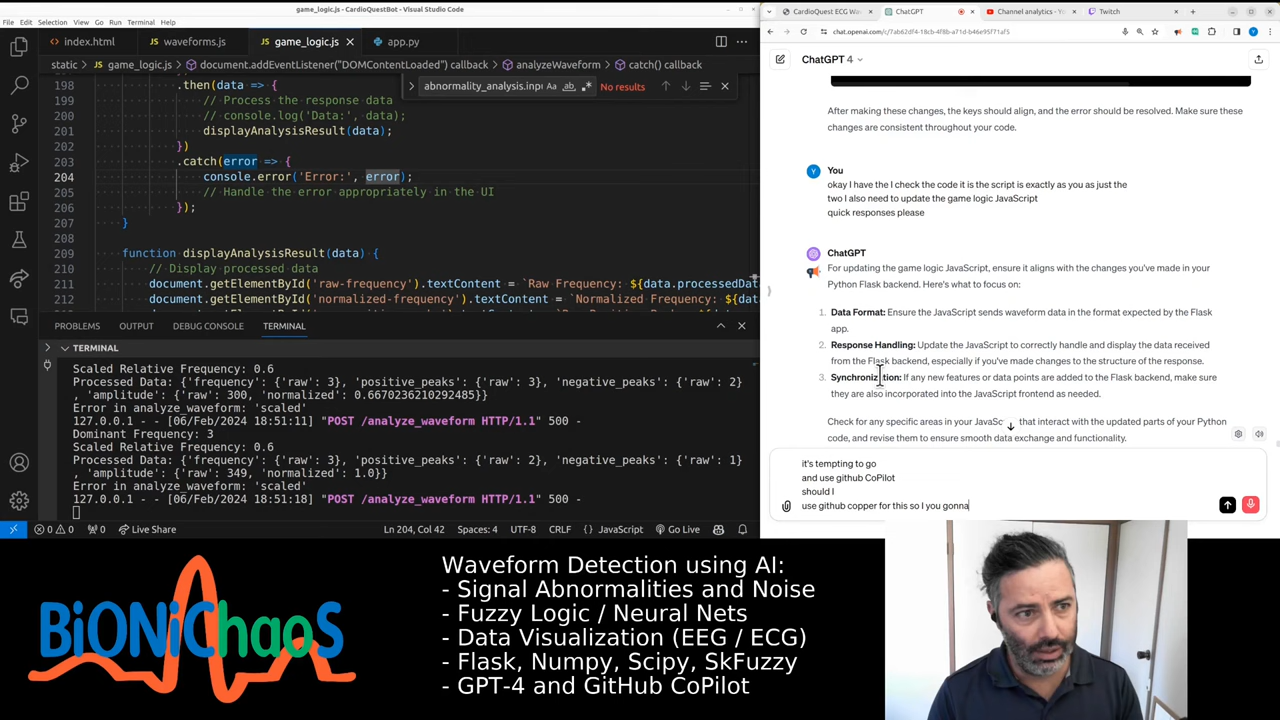 game_logic.js - CardioQuestBot - Visual Studio Code
File Edit Selection View Go Run Terminal Help
index.html waveforms.js game_logic.js app.py
static game_logic.js document.addEventListener("DOMContentLoaded") callback analyzeWaveform catch() callback
abnormality_analysis.inp Aa ab .* No results
198 .then(data => {
199 // Process the response data
200 // console.log('Data:', data);
201 displayAnalysisResult(data);
202 })
203 .catch(error => {
204 console.error('Error:', error);
205 // Handle the error appropriately in the UI
206 });
207 }
208
209 function displayAnalysisResult(data) {
210 // Display processed data
211 document.getElementById('raw-frequency').textContent = `Raw Frequency: ${data.processedDat
212 document.getElementById('normalized-frequency').textContent = `Normalized Frequency: ${dat
PROBLEMS OUTPUT DEBUG CONSOLE TERMINAL
TERMINAL
Scaled Relative Frequency: 0.6
Processed Data: {'frequency': {'raw': 3}, 'positive_peaks': {'raw': 3}, 'negative_peaks': {'raw': 2}
, 'amplitude': {'raw': 300, 'normalized': 0.6670236210292485}}
Error in analyze_waveform: 'scaled'
127.0.0.1 - - [06/Feb/2024 18:51:11] "POST /analyze_waveform HTTP/1.1" 500 -
Dominant Frequency: 3
Scaled Relative Frequency: 0.6
Processed Data: {'frequency': {'raw': 3}, 'positive_peaks': {'raw': 2}, 'negative_peaks': {'raw': 1}
, 'amplitude': {'raw': 349, 'normalized': 1.0}}
Error in analyze_waveform: 'scaled'
127.0.0.1 - - [06/Feb/2024 18:51:18] "POST /analyze_waveform HTTP/1.1" 500 -
0 0 0 Live Share Ln 204, Col 42 Spaces: 4 UTF-8 CRLF {} JavaScript
CardioQuest ECG Wav ChatGPT Channel analytics - Yo Twitch
ChatGPT 4
After making these changes, the keys should align, and the error should be resolved. Make sure these
changes are consistent throughout your code.
You
okay I have the I check the code it is the script is exactly as you as just the
two I also need to update the game logic JavaScript
quick responses please
ChatGPT
For updating the game logic JavaScript, ensure it aligns with the changes you've made in your
Python Flask backend. Here's what to focus on:
1. Data Format: Ensure the JavaScript sends waveform data in the format expected by the Flask
app.
2. Response Handling: Update the JavaScript to correctly handle and display the data received
from the Flask backend, especially if you've made changes to the structure of the response.
3. Synchronization: If any new features or data points are added to the Flask backend, make sure
they are also incorporated into the JavaScript frontend as needed.
Check for any specific areas in your JavaSc that interact with the updated parts of your Python
code, and revise them to ensure smooth data exchange and functionality.
it's tempting to go
and use github CoPilot
should I
use github copper for this so I you gonna
BiONiChaos
Waveform Detection using AI:
- Signal Abnormalities and Noise
- Fuzzy Logic / Neural Nets
- Data Visualization (EEG / ECG)
- Flask, Numpy, Scipy, SkFuzzy
- GPT-4 and GitHub CoPilot